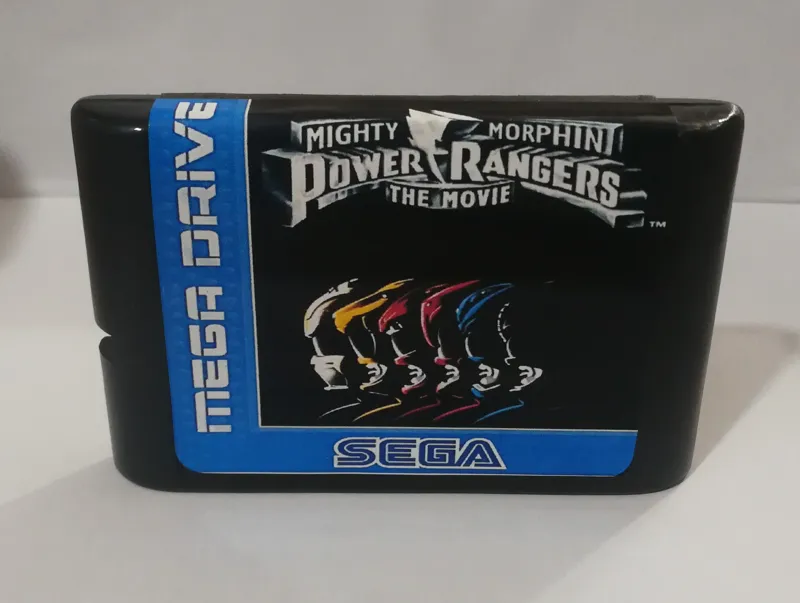 MEGA DRIVE
MIGHTY MORPHIN
POWER RANGERS
THE MOVIE
TM
SEGA